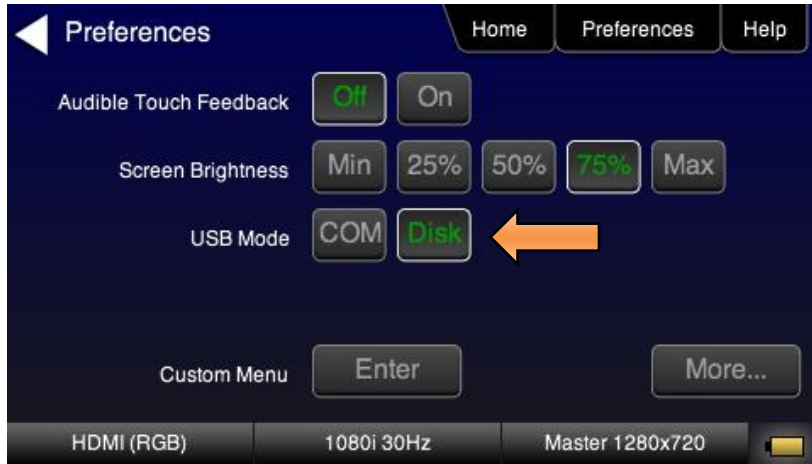 Preferences
Home Preferences Help
Audible Touch Feedback Off On
Screen Brightness Min 25% 50% 75% Max
USB Mode COM Disk
Custom Menu Enter More...
HDMI (RGB) 1080i 30Hz Master 1280x720